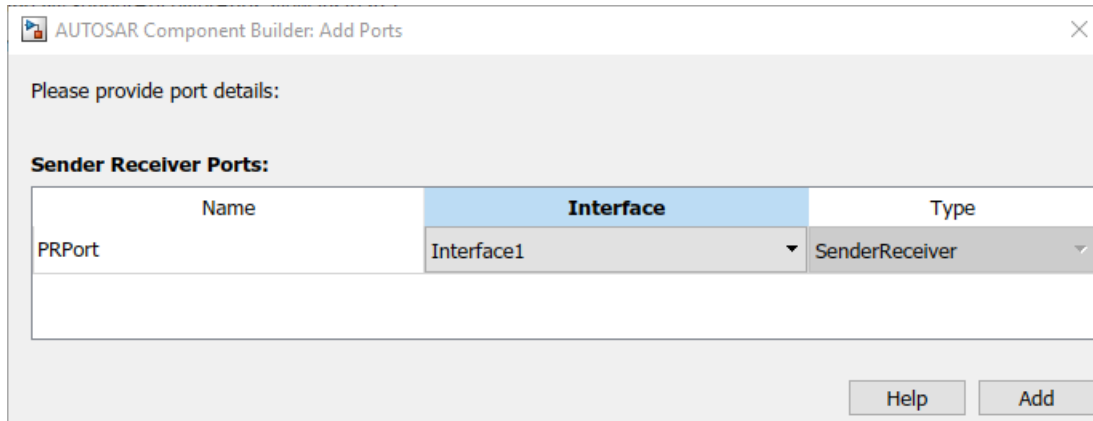 AUTOSAR Component Builder: Add Ports
Please provide port details:
Sender Receiver Ports:
Name Interface Type
PRPort Interface1 SenderReceiver
Help Add